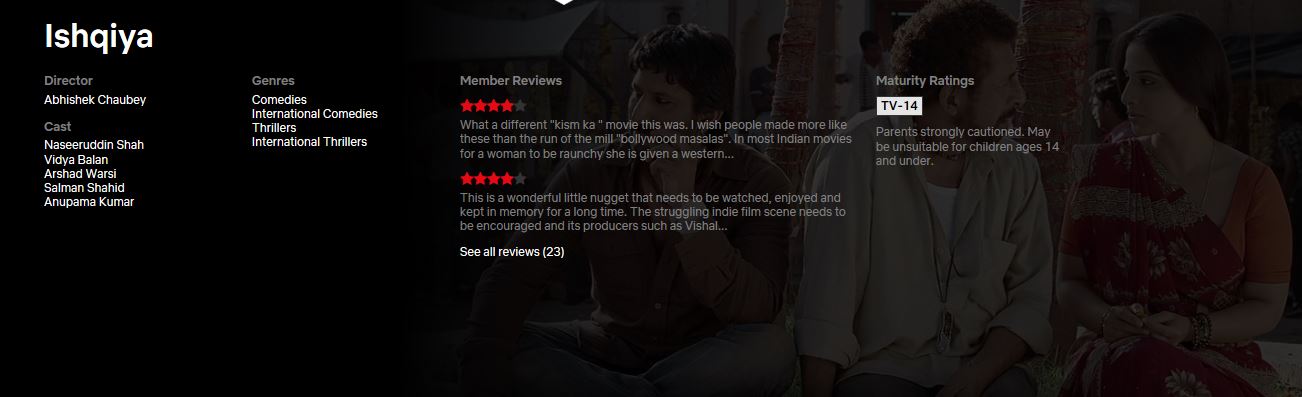 Ishqiya
Director
Abhishek Chaubey
Cast
Naseeruddin Shah
Vidya Balan
Arshad Warsi
Salman Shahid
Anupama Kumar
Genres
Comedies
International Comedies
Thrillers
International Thrillers
Member Reviews
What a different "kism ka " movie this was. I wish people made more like
these than the run of the mill "bollywood masalas". In most Indian movies
for a woman to be raunchy she is given a western...
This is a wonderful little nugget that needs to be watched, enjoyed and
kept in memory for a long time. The struggling indie film scene needs to
be encouraged and its producers such as Vishal...
See all reviews (23)
Maturity Ratings
TV-14
Parents strongly cautioned. May
be unsuitable for children ages 14
and under.